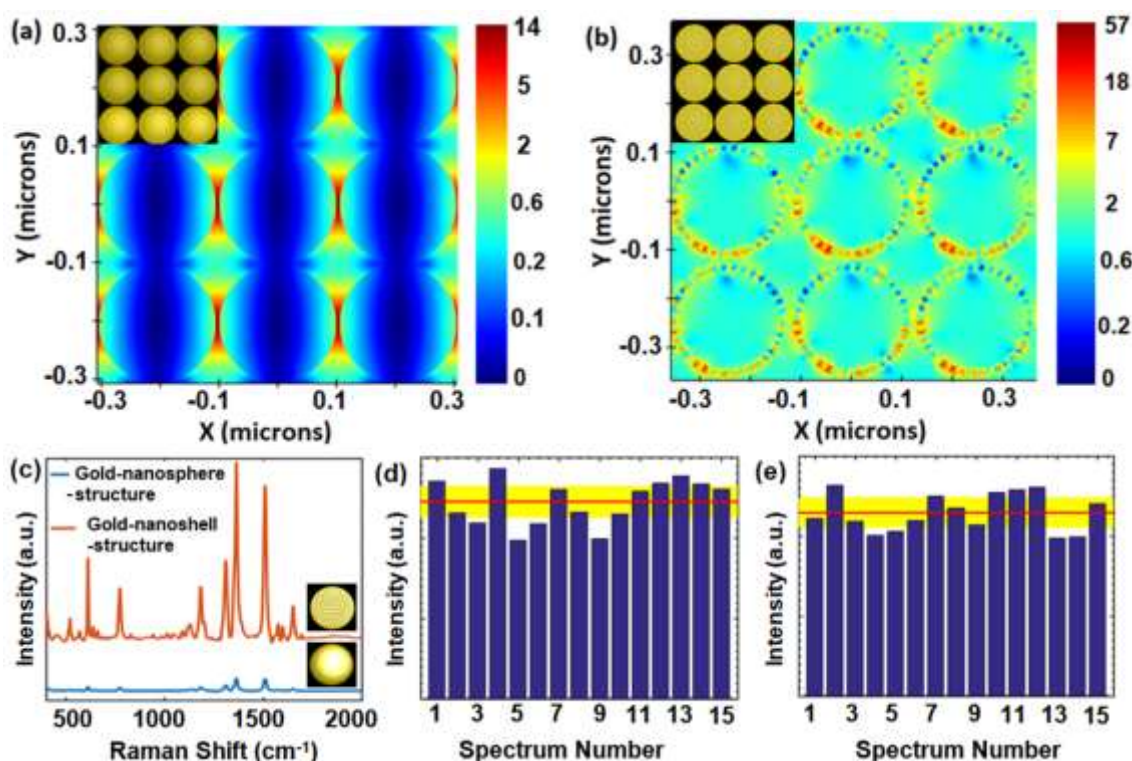 (a)
0.3
0.1
-0.1
-0.3
Y (microns)
-0.3
-0.1
0.1
0.3
X (microns)
14
5
2
0.6
0.2
0.1
0
(b)
0.3
0.1
-0.1
-0.3
Y (microns)
-0.3
-0.1
0.1
0.3
X (microns)
57
18
7
2
0.6
0.2
0
(c)
Gold-nanosphere
-structure
Gold-nanoshell
-structure
Intensity (a.u.)
500
1000
1500
2000
Raman Shift (cm⁻¹)
(d)
Intensity (a.u.)
1
3
5
7
9
11
13
15
Spectrum Number
(e)
Intensity (a.u.)
1
3
5
7
9
11
13
15
Spectrum Number